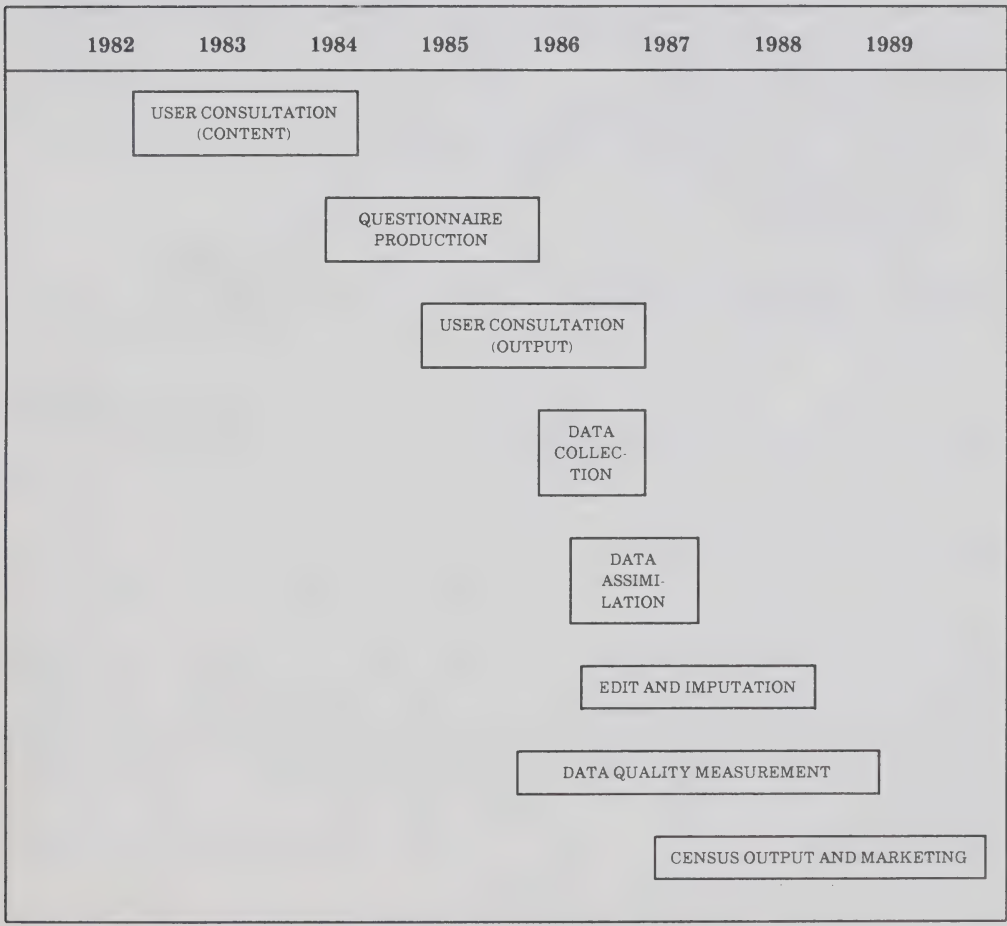 1982 1983 1984 1985 1986 1987 1988 1989
USER CONSULTATION
(CONTENT)
QUESTIONNAIRE
PRODUCTION
USER CONSULTATION
(OUTPUT)
DATA
COLLEC-
TION
DATA
ASSIMI-
LATION
EDIT AND IMPUTATION
DATA QUALITY MEASUREMENT
CENSUS OUTPUT AND MARKETING